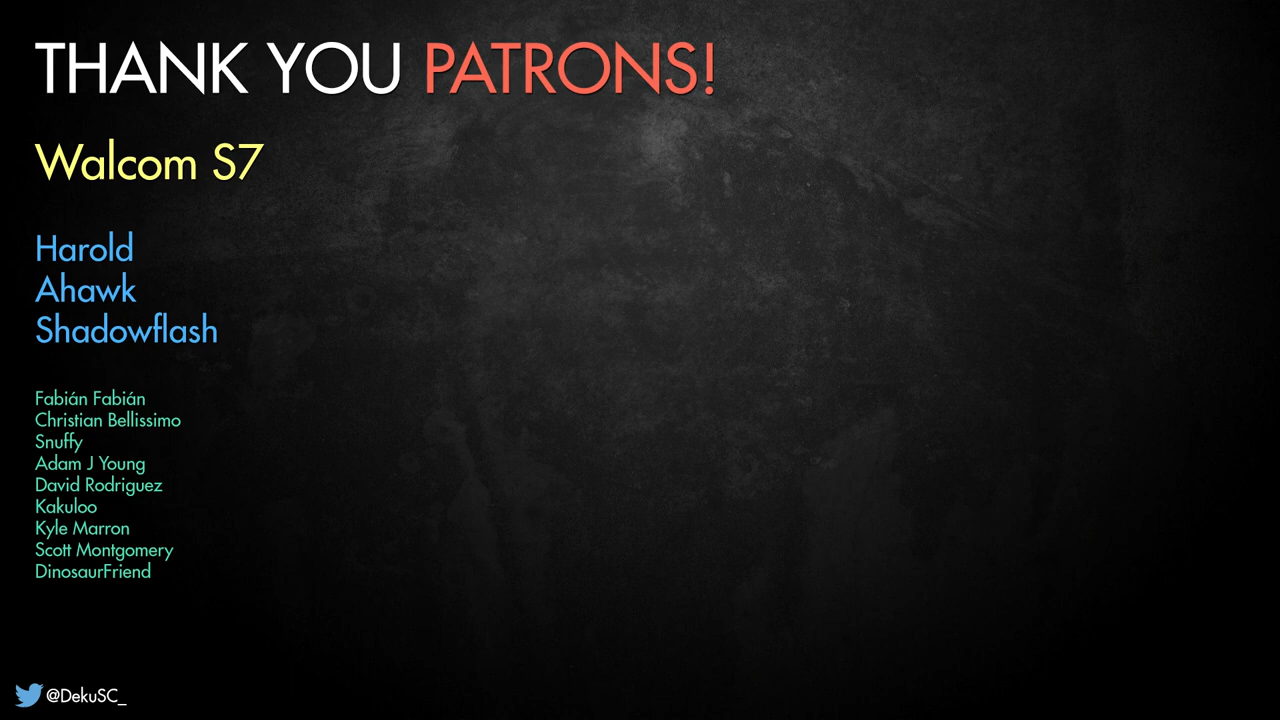 THANK YOU PATRONS!
Walcom S7
Harold
Ahawk
Shadowflash
Fabián Fabián
Christian Bellissimo
Snuffy
Adam J Young
David Rodriguez
Kakuloo
Kyle Marron
Scott Montgomery
DinosaurFriend
@DekuSC_